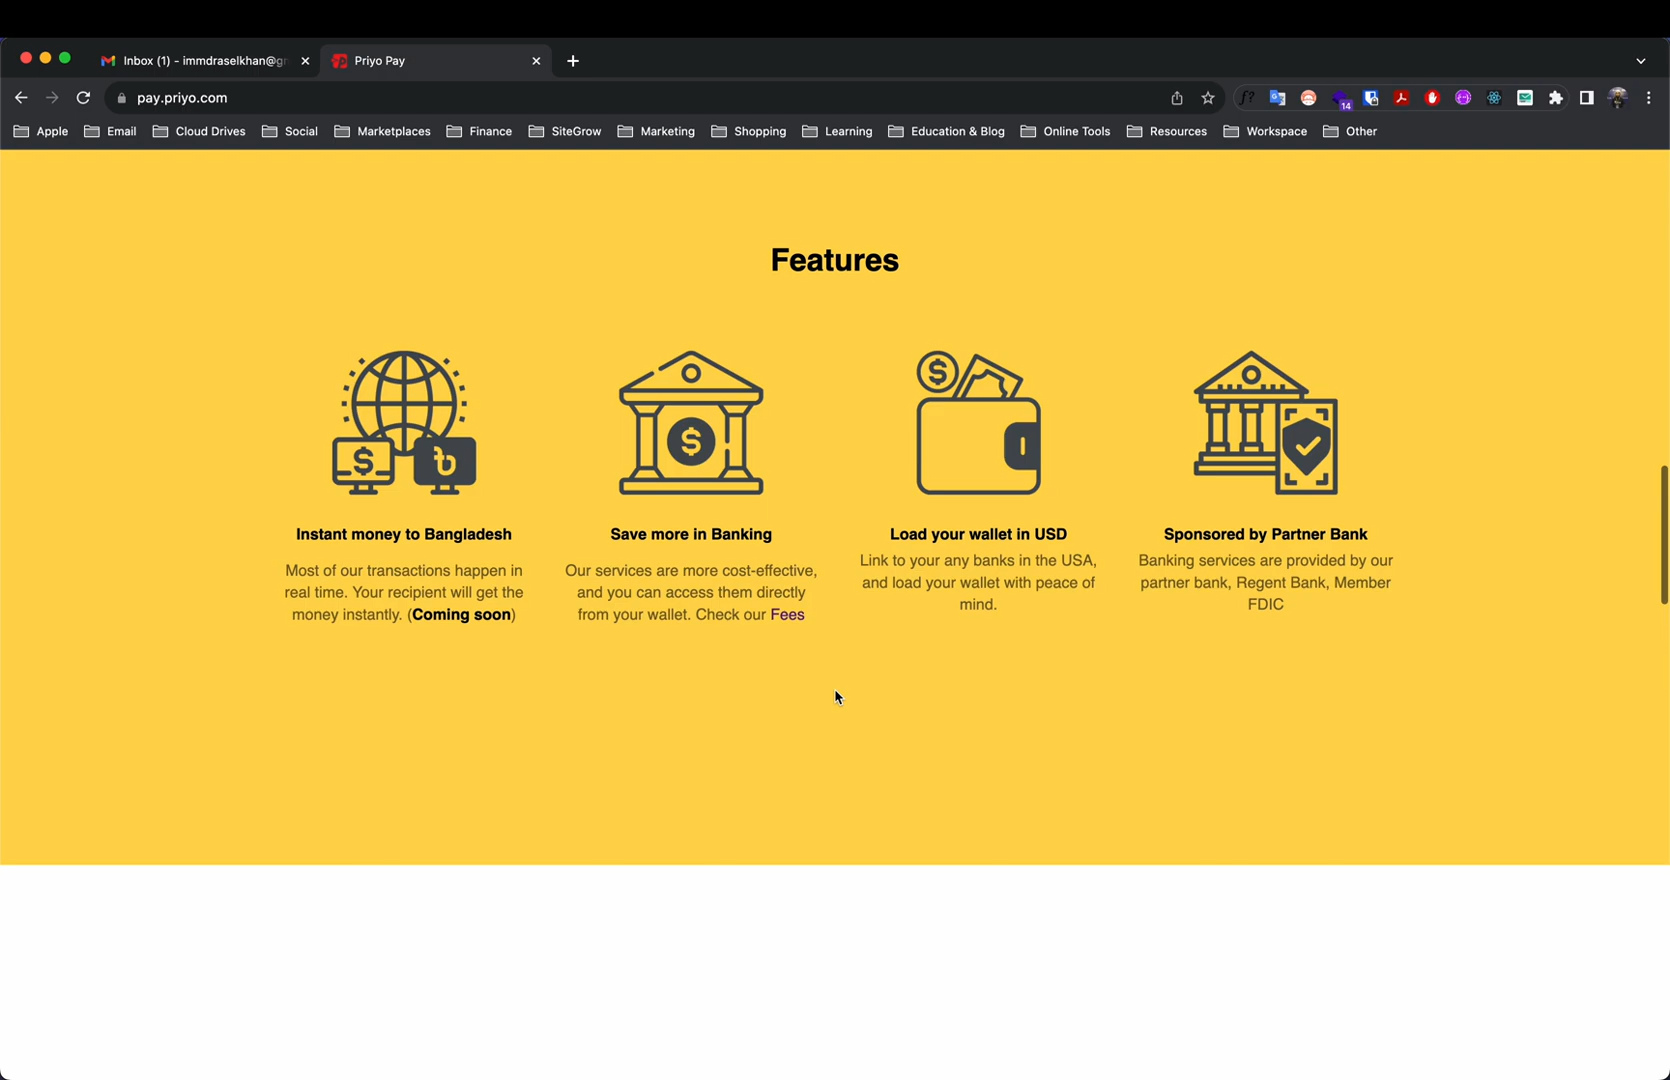 Inbox (1) - immdraselkhan@g
Priyo Pay
pay.priyo.com
14
Apple
Email
Cloud Drives
Social
Marketplaces
Finance
SiteGrow
Marketing
Shopping
Learning
Education & Blog
Online Tools
Resources
Workspace
Other
Features
Instant money to Bangladesh
Most of our transactions happen in
real time. Your recipient will get the
money instantly. (Coming soon)
Save more in Banking
Our services are more cost-effective,
and you can access them directly
from your wallet. Check our Fees
Load your wallet in USD
Link to your any banks in the USA,
and load your wallet with peace of
mind.
Sponsored by Partner Bank
Banking services are provided by our
partner bank, Regent Bank, Member
FDIC